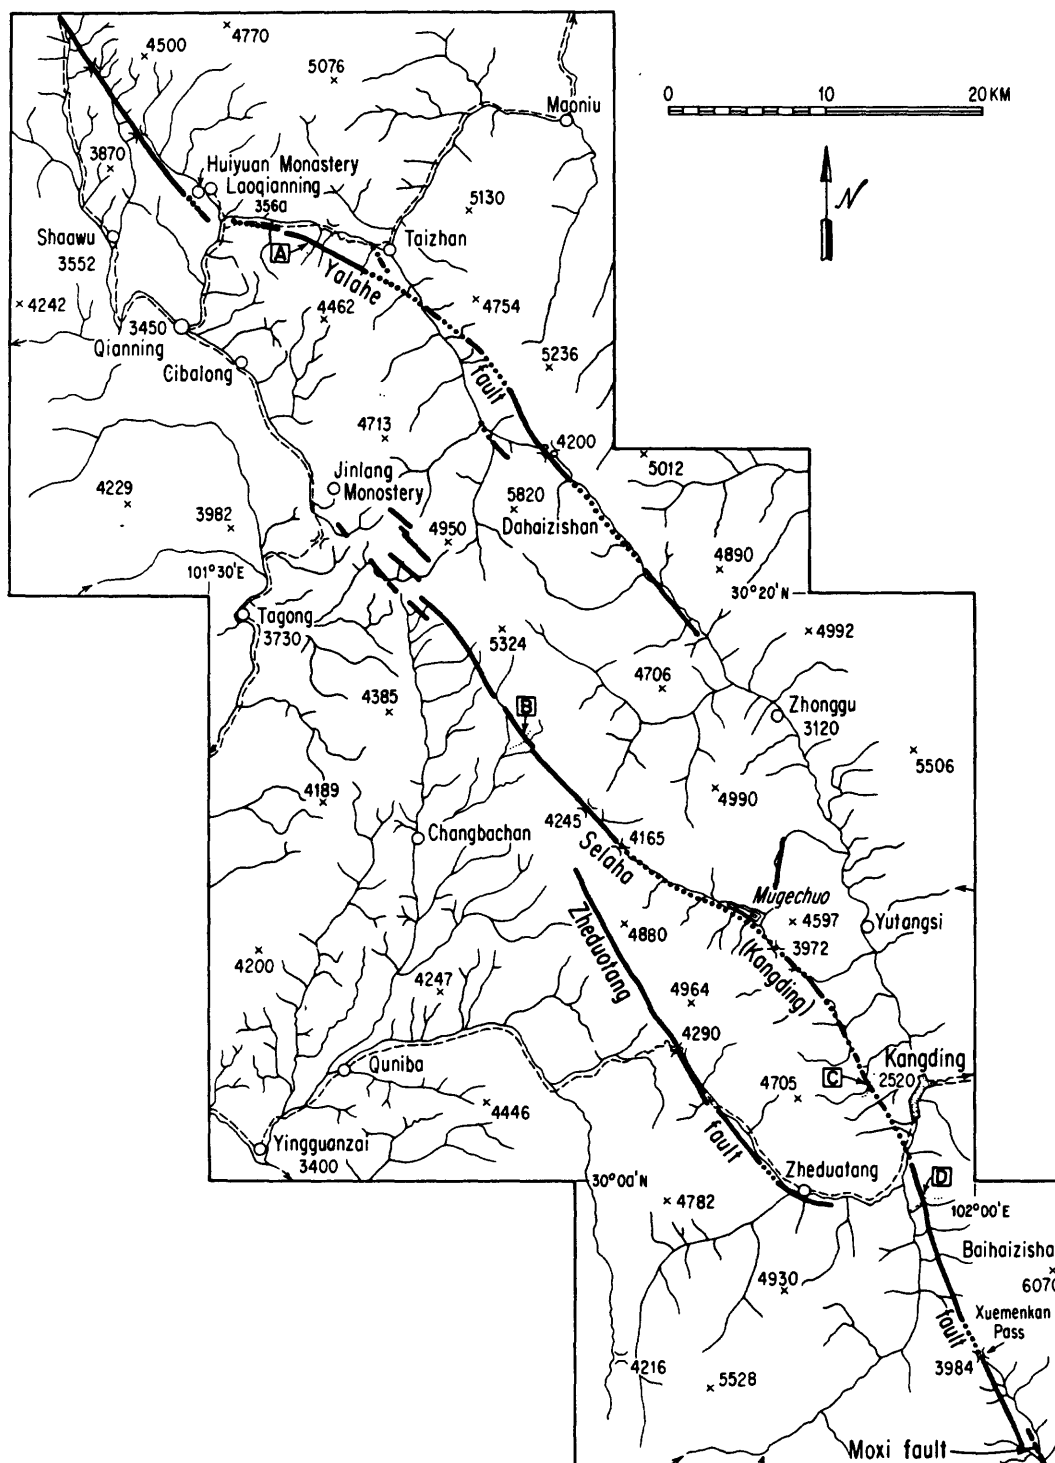 4770
4500
5076
Maoniu
0 10 20 KM
N
3870
Huiyuan Monastery
Laoqianning
356a
5130
Shaawu
3552
A
Taizhan
Yalahe
4242
4462
4754
3450
Qianning
Cibalong
5236
fault
4713
4200
5012
Jinlang
Monostery
4229
3982
5820
Dahaizishan
4950
4890
101°30'E
30°20'N
Tagong
3730
5324
4992
4706
4385
B
Zhonggu
3120
5506
4189
4990
4245
4165
Changbachan
Selaha
Mugechuo
Zheduotang
4880
4597
Yutangsi
3972
(Kangding)
4200
4247
4964
4290
Kangding
2520
Quniba
C
4705
4446
fault
Yingguanzai
3400
Zheduatang
D
30°00'N
4782
102°00'E
Baihaizisha
6070
4930
Xuemenkan
Pass
fault
3984
4216
5528
Moxi fault